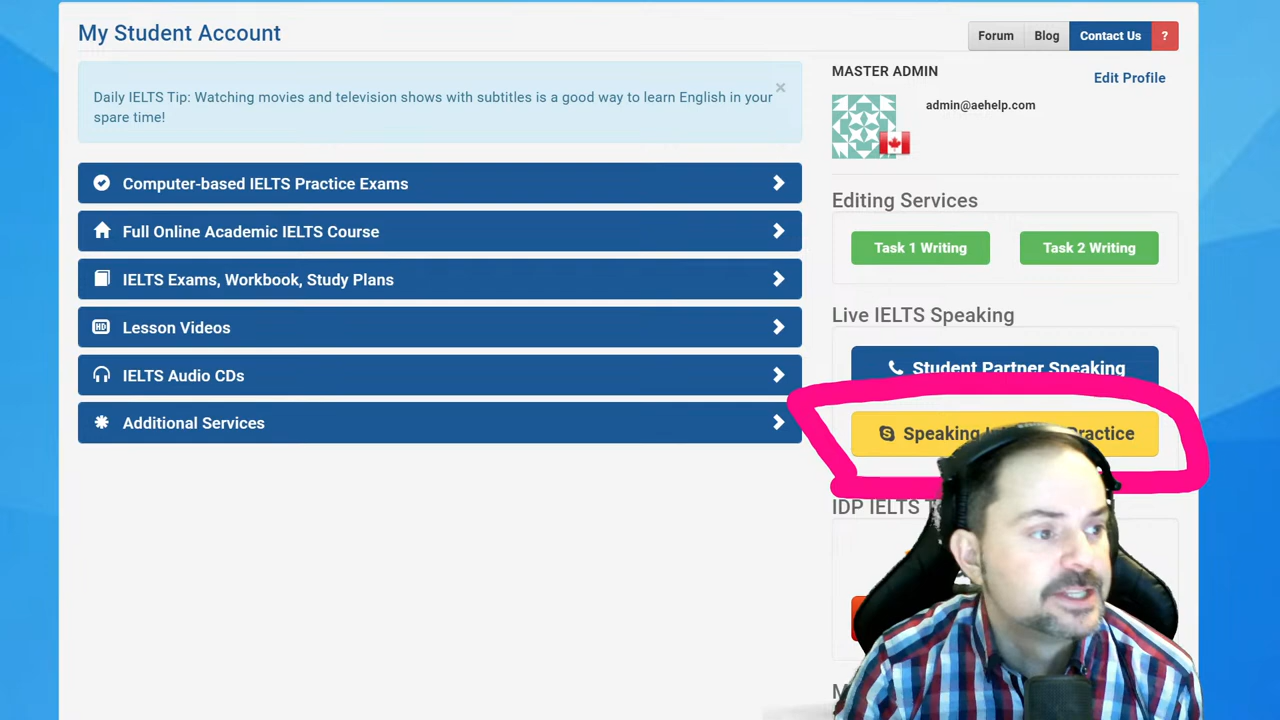 My Student Account
Forum
Blog
Contact Us
?
Daily IELTS Tip: Watching movies and television shows with subtitles is a good way to learn English in your
spare time!
×
MASTER ADMIN
Edit Profile
admin@aehelp.com
Computer-based IELTS Practice Exams
Full Online Academic IELTS Course
IELTS Exams, Workbook, Study Plans
HD Lesson Videos
IELTS Audio CDs
Additional Services
Editing Services
Task 1 Writing
Task 2 Writing
Live IELTS Speaking
Student Partner Speaking
Speaking Practice
IDP IELTS